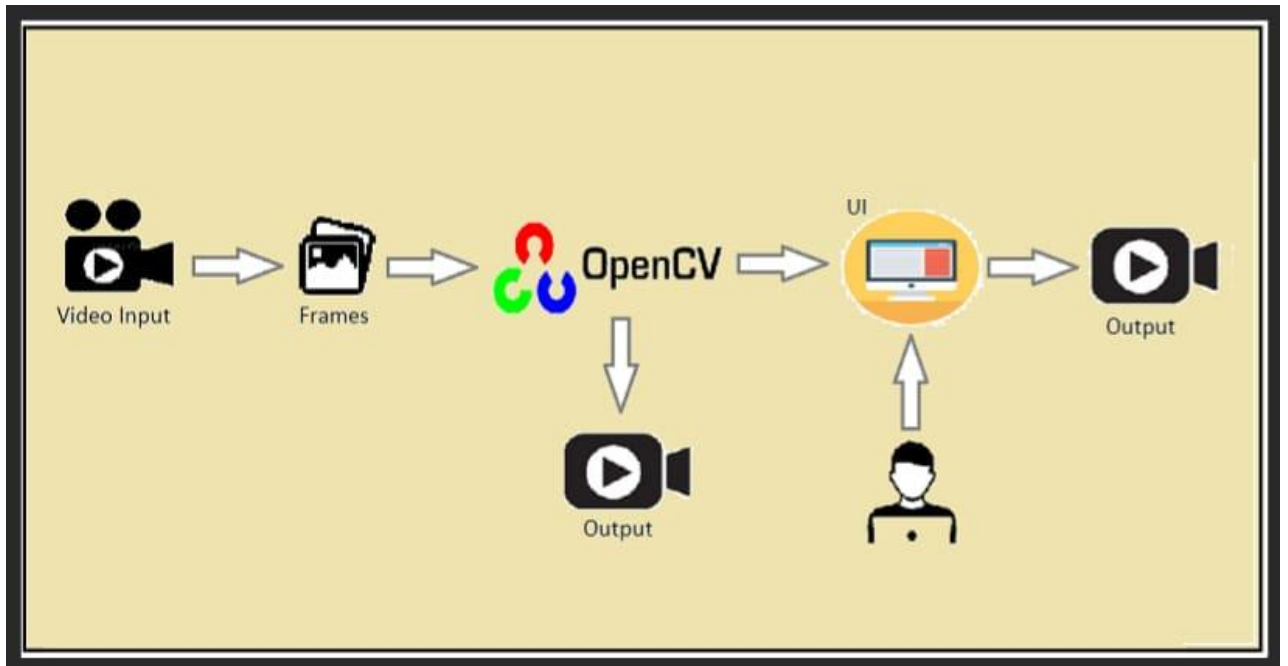 UI
OpenCV
Video Input
Frames
Output
Output